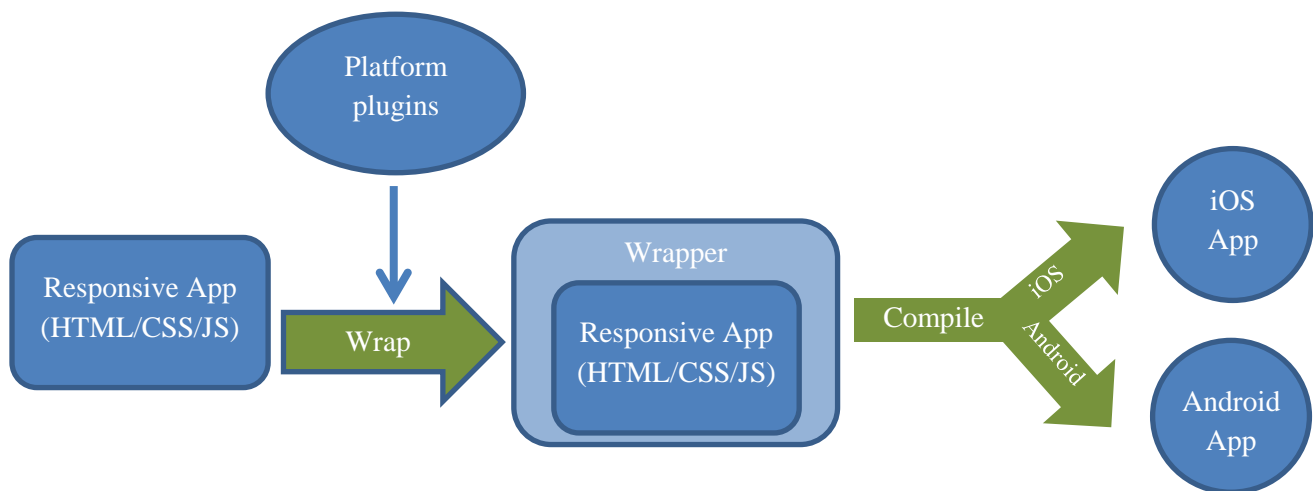 Platform
plugins
Responsive App
(HTML/CSS/JS)
Wrap
Wrapper
Responsive App
(HTML/CSS/JS)
Compile
iOS
Android
iOS
App
Android
App